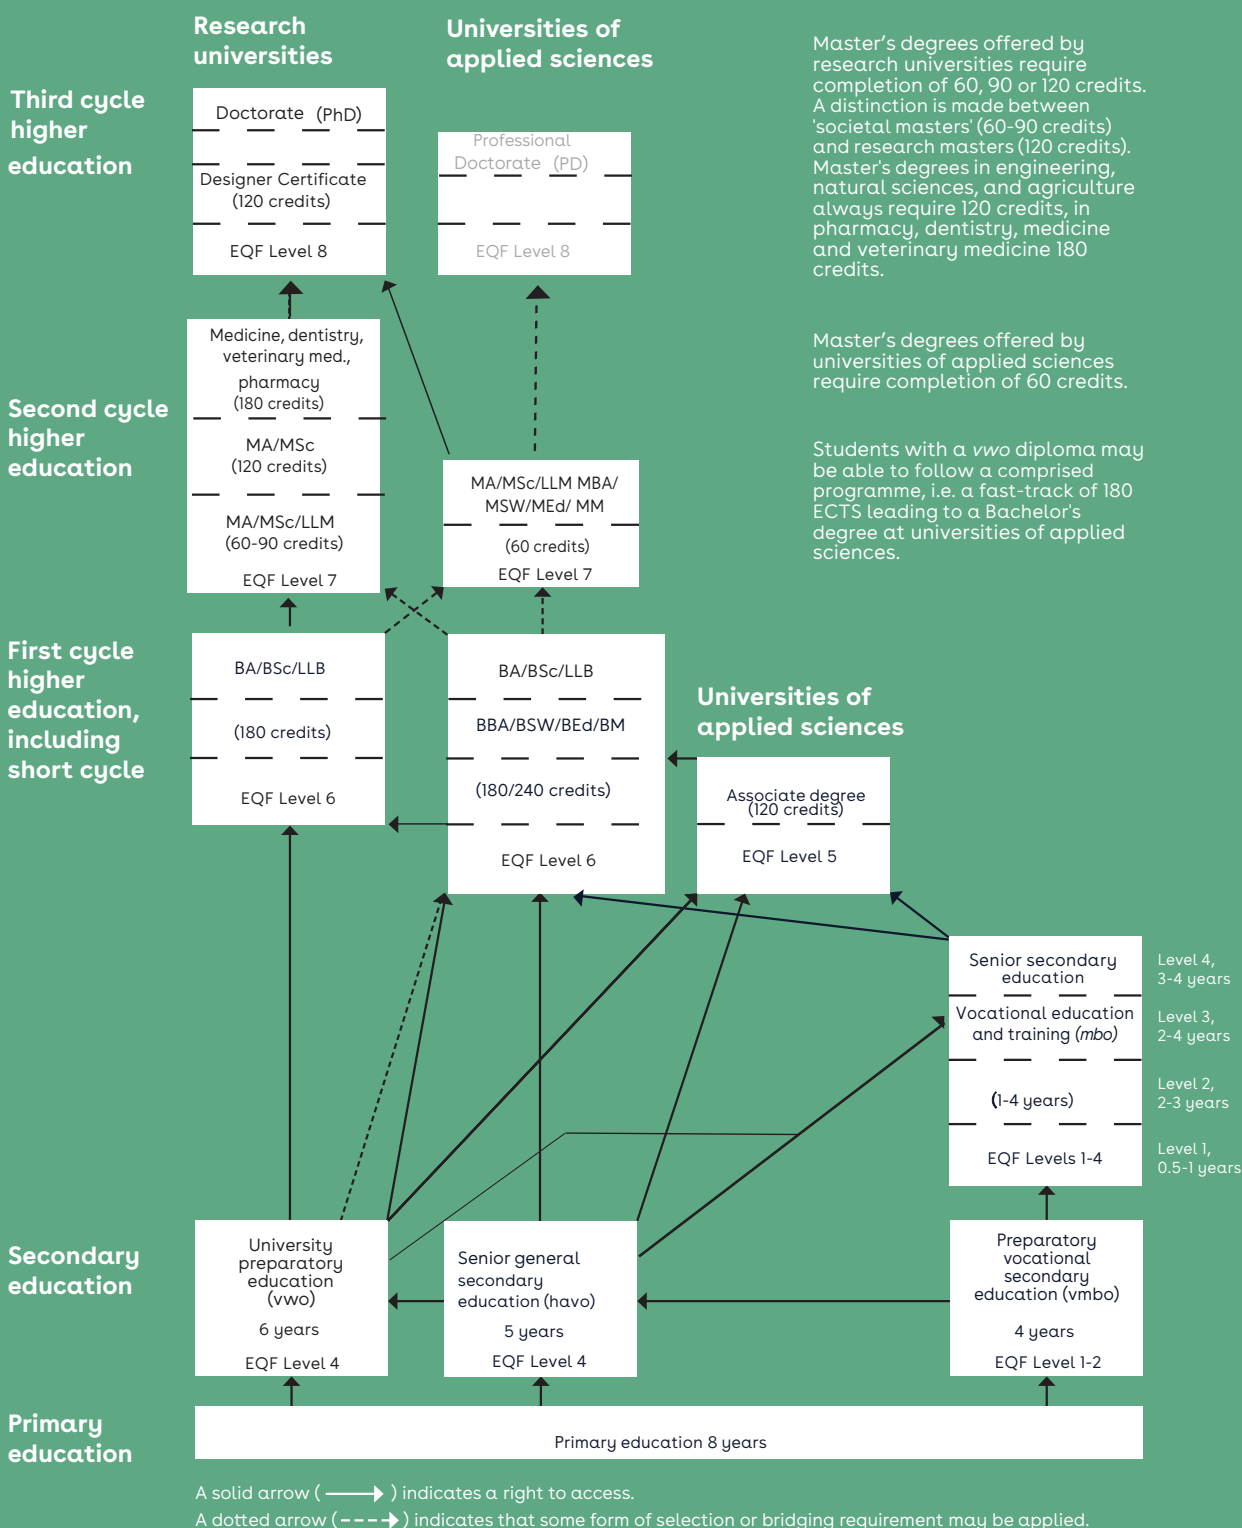 Research
universities
Universities of
applied sciences
Third cycle
higher
education
Doctorate (PhD)
Designer Certificate
(120 credits)
EQF Level 8
Professional
Doctorate (PD)
EQF Level 8
Master's degrees offered by
research universities require
completion of 60, 90 or 120 credits.
A distinction is made between
'societal masters' (60-90 credits)
and research masters (120 credits).
Master's degrees in engineering,
natural sciences, and agriculture
always require 120 credits, in
pharmacy, dentistry, medicine
and veterinary medicine 180
credits.
Second cycle
higher
education
Medicine, dentistry,
veterinary med.,
pharmacy
(180 credits)
MA/MSc
(120 credits)
MA/MSc/LLM
(60-90 credits)
EQF Level 7
MA/MSc/LLM MBA/
MSW/MEd/ MM
(60 credits)
EQF Level 7
Master's degrees offered by
universities of applied sciences
require completion of 60 credits.
Students with a vwo diploma may
be able to follow a comprised
programme, i.e. a fast-track of 180
ECTS leading to a Bachelor's
degree at universities of applied
sciences.
First cycle
higher
education,
including
short cycle
BA/BSc/LLB
(180 credits)
EQF Level 6
BA/BSc/LLB
BBA/BSW/BEd/BM
(180/240 credits)
EQF Level 6
Universities of
applied sciences
Associate degree
(120 credits)
EQF Level 5
Senior secondary
education
Vocational education
and training (mbo)
(1-4 years)
EQF Levels 1-4
Level 4,
3-4 years
Level 3,
2-4 years
Level 2,
2-3 years
Level 1,
0.5-1 years
Secondary
education
University
preparatory
education
(vwo)
6 years
EQF Level 4
Senior general
secondary
education (havo)
5 years
EQF Level 4
Preparatory
vocational
secondary
education (vmbo)
4 years
EQF Level 1-2
Primary
education
Primary education 8 years
A solid arrow ( ) indicates a right to access.
A dotted arrow ( ) indicates that some form of selection or bridging requirement may be applied.